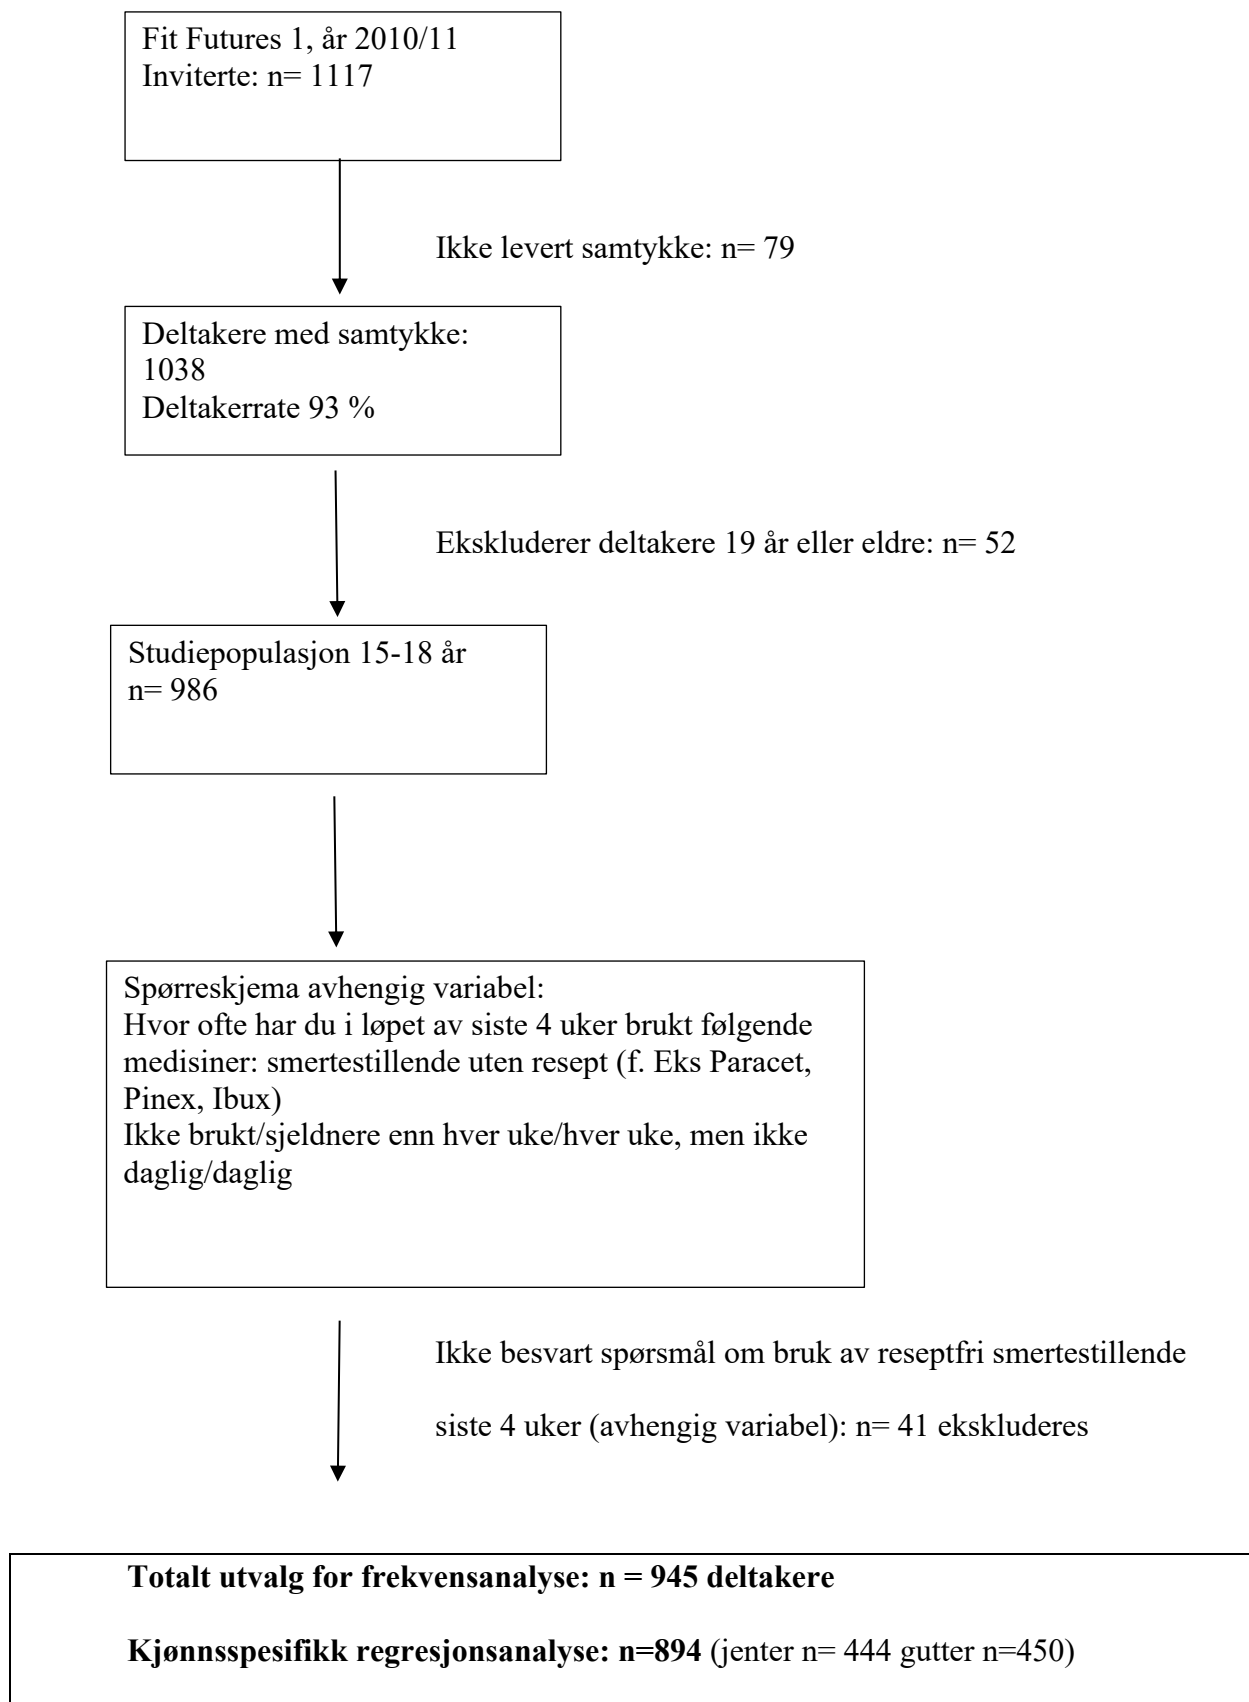 Fit Futures 1, år 2010/11
Inviterte: n= 1117
Ikke levert samtykke: n= 79
Deltakere med samtykke:
1038
Deltakerrate 93 %
Ekskluderer deltakere 19 år eller eldre: n= 52
Studiepopulasjon 15-18 år
n= 986
Spørreskjema avhengig variabel:
Hvor ofte har du i løpet av siste 4 uker brukt følgende
medisiner: smertestillende uten resept (f. Eks Paracet,
Pinex, Ibux)
Ikke brukt/sjeldnere enn hver uke/hver uke, men ikke
daglig/daglig
Ikke besvart spørsmål om bruk av reseptfri smertestillende
siste 4 uker (avhengig variabel): n= 41 ekskluderes
Totalt utvalg for frekvensanalyse: n = 945 deltakere
Kjønnsspesifikk regresjonsanalyse: n=894 (jenter n= 444 gutter n=450)